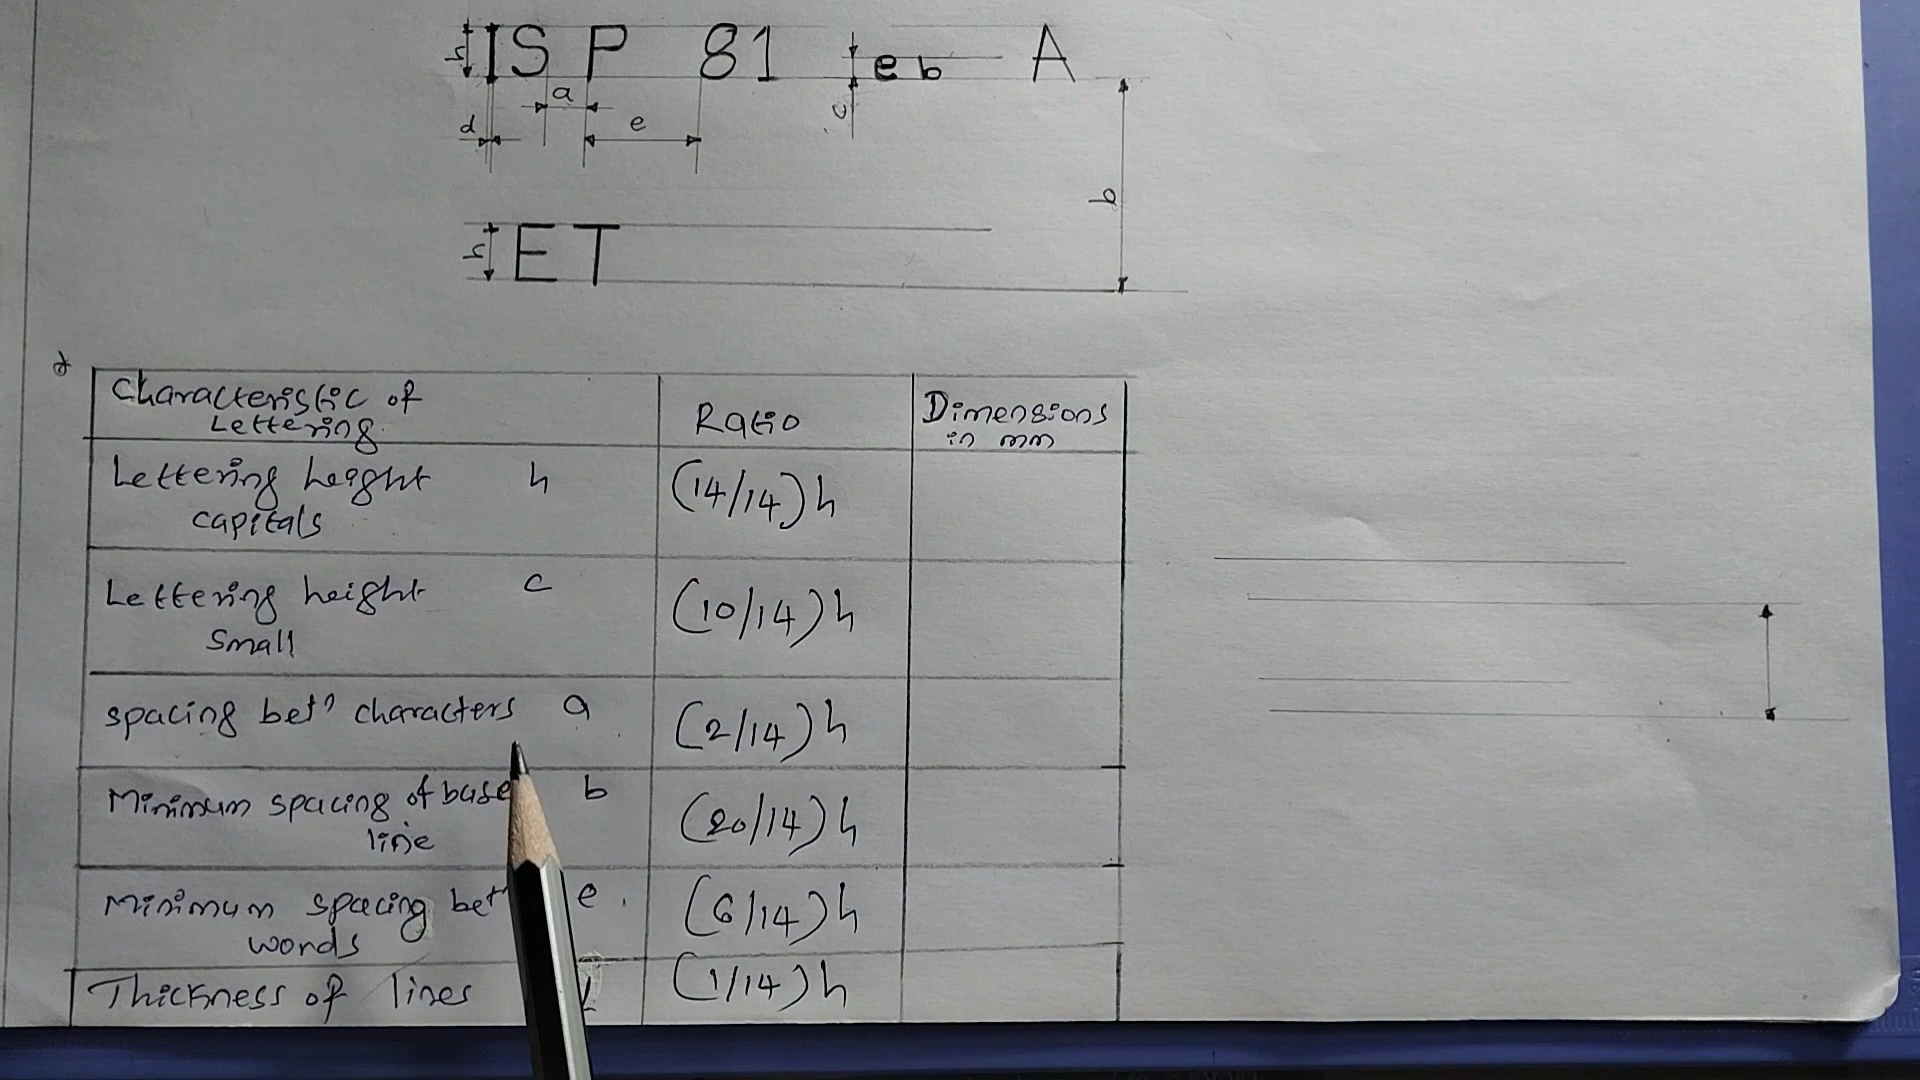 h ISP 81 eb A
a
c
d e
b
h ET
Characteristic of Lettering Ratio Dimensions in mm
Lettering height capitals h (14/14)h
Lettering height small c (10/14)h
spacing betn characters a (2/14)h
Minimum spacing of base line b (20/14)h
Minimum spacing bet words e (6/14)h
Thickness of lines (1/14)h